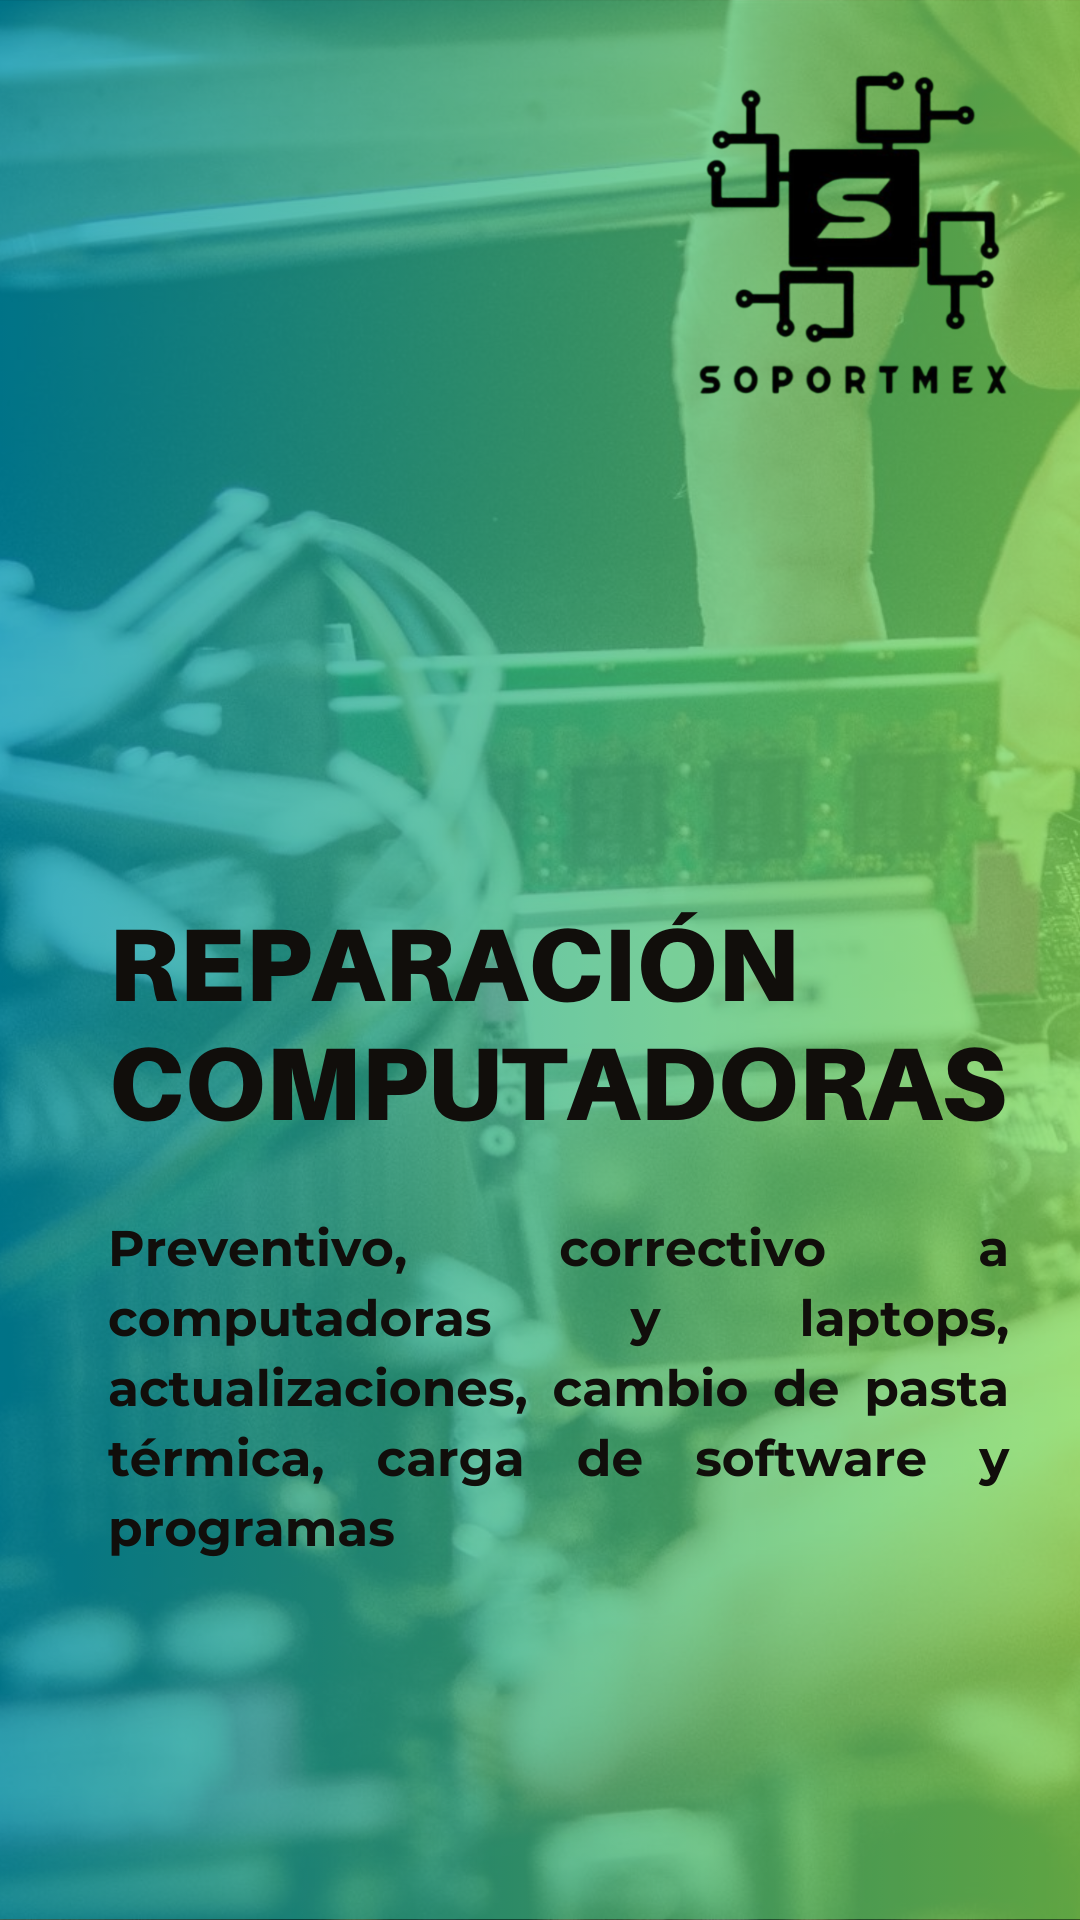 S
SOPORTMEX
REPARACIÓN
COMPUTADORAS
Preventivo, correctivo a
computadoras y laptops,
actualizaciones, cambio de pasta
térmica, carga de software y
programas